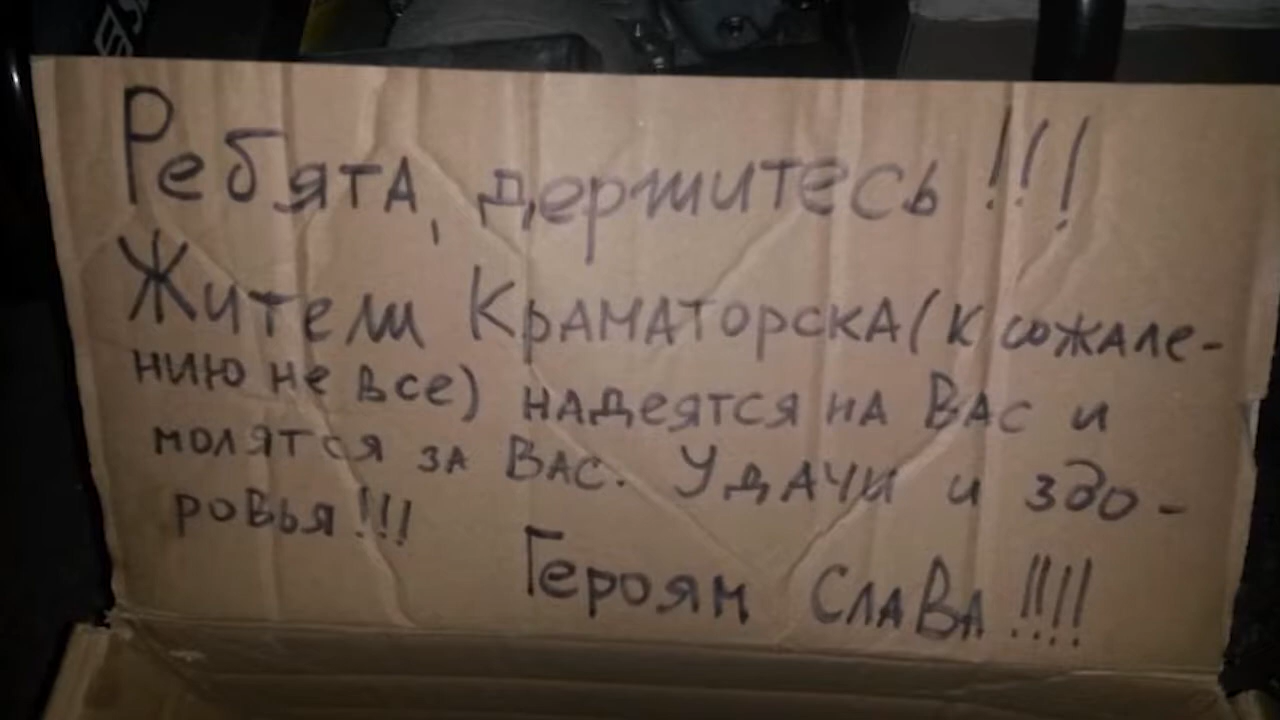 Ребята, держитесь!!!
Жители Краматорска (к сожале-
нию не все) надеятся на Вас и
молятся за Вас. Удачи и здо-
ровья!!!
Героям Слава!!!!